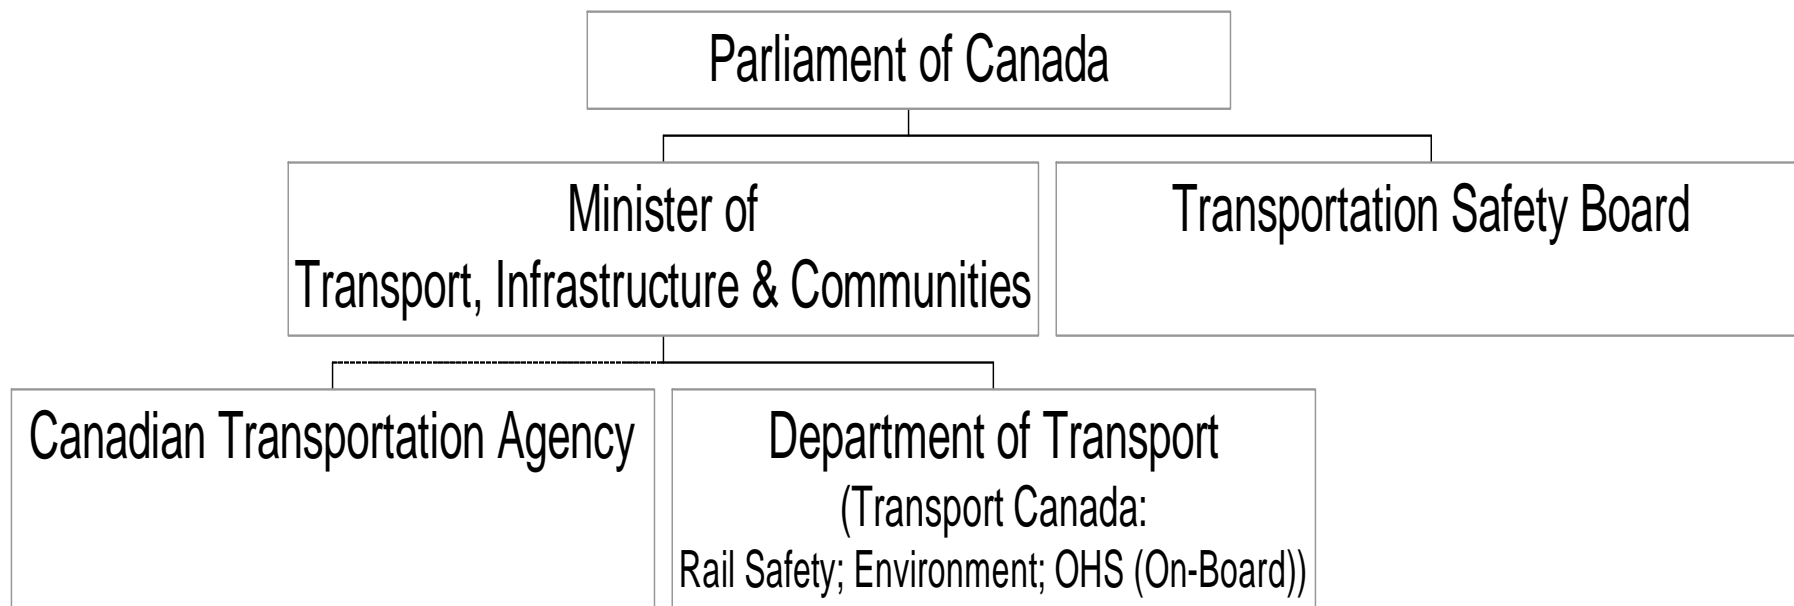 Parliament of Canada
Minister of
Transport, Infrastructure & Communities
Transportation Safety Board
Canadian Transportation Agency
Department of Transport
(Transport Canada:
Rail Safety; Environment; OHS (On-Board))